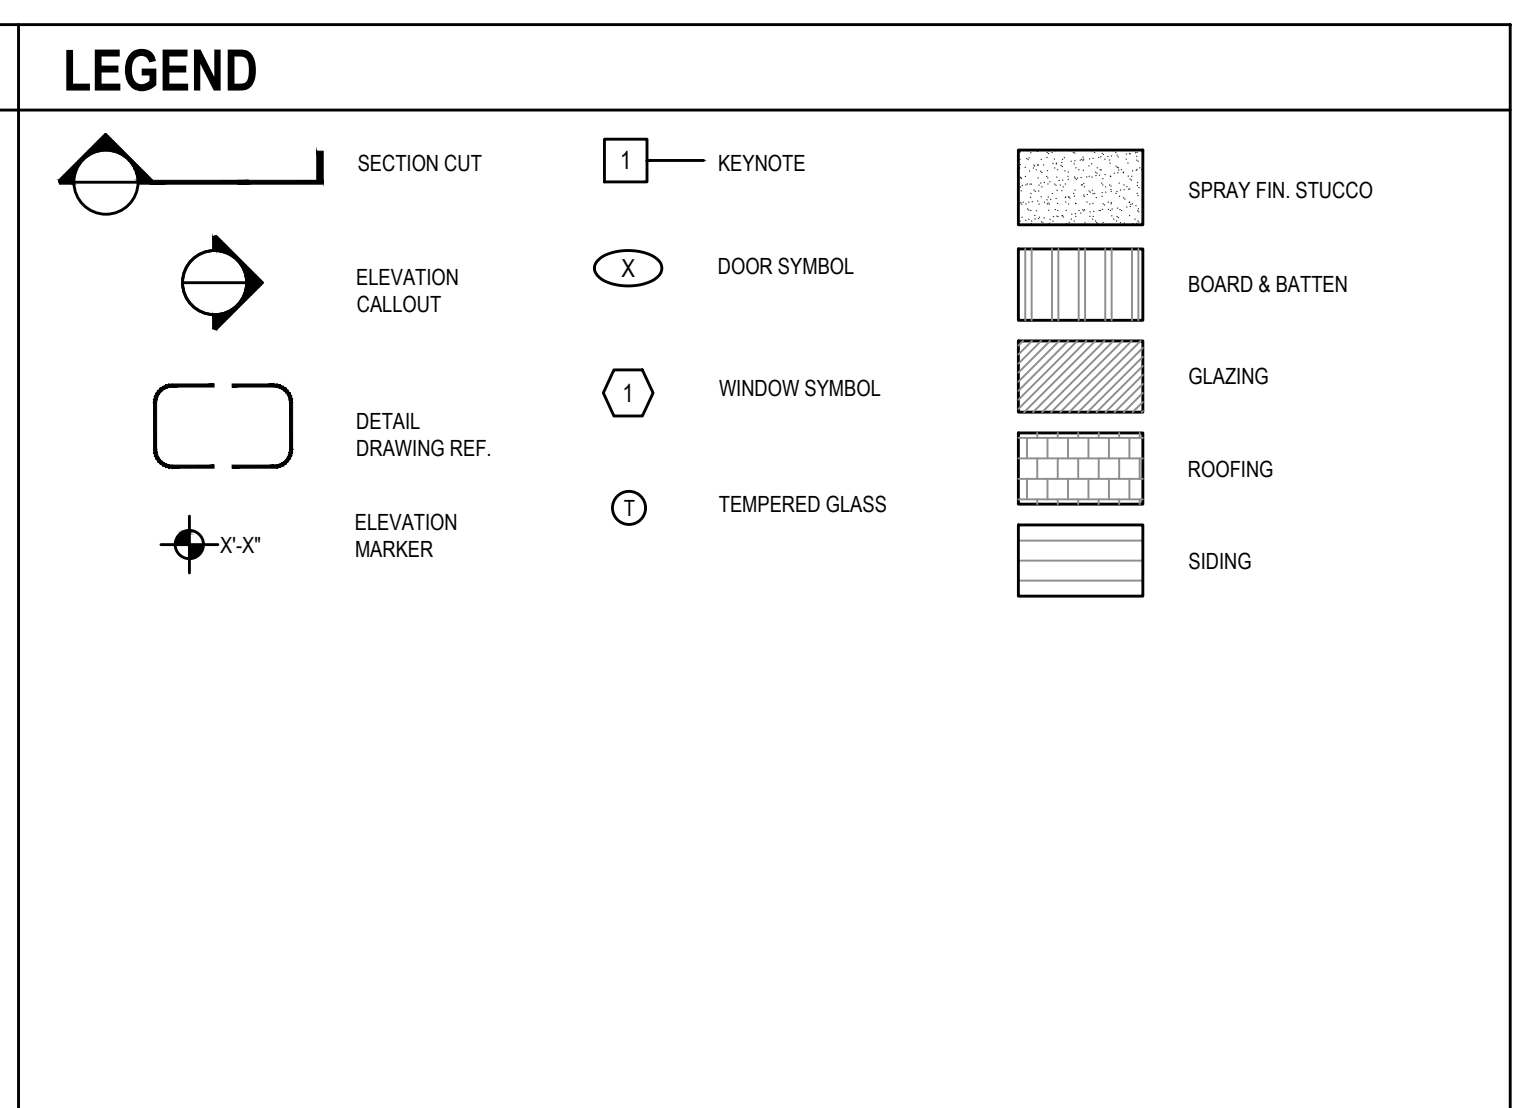 LEGEND
SECTION CUT
ELEVATION
CALLOUT
DETAIL
DRAWING REF.
X'-X"
ELEVATION
MARKER
1
KEYNOTE
X
DOOR SYMBOL
1
WINDOW SYMBOL
T
TEMPERED GLASS
SPRAY FIN. STUCCO
BOARD & BATTEN
GLAZING
ROOFING
SIDING